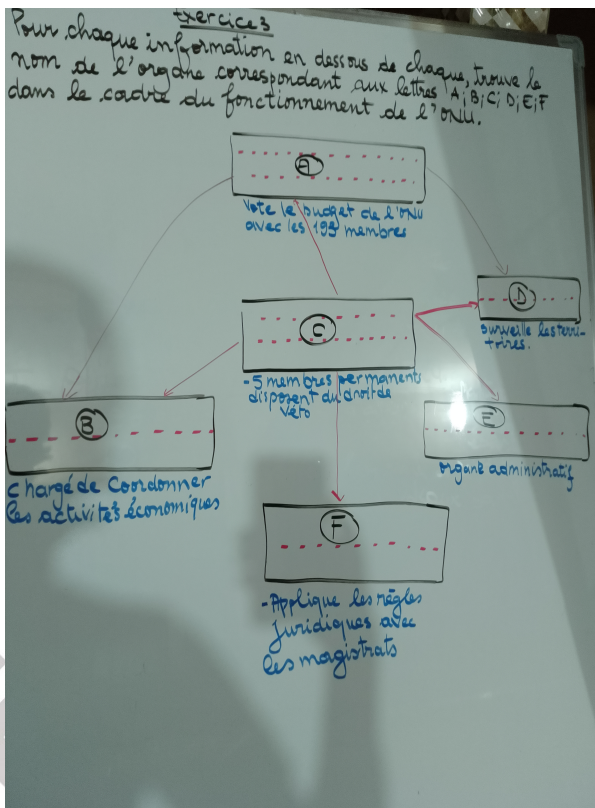 Exercice 3
Pour chaque information en dessous de chaque, trouve le
nom de l'organe correspondant aux lettres A; B; C; D; E; F
dans le cadre du fonctionnement de l'ONU.
A
Vote le budget de l'ONU
avec les 193 membres
D
Surveille les terri-
toires.
C
- 5 membres permanents
disposent du droit de
véto
B
Chargé de Coordonner
les activités économiques
E
organe administratif
F
- Applique les règles
juridiques avec
les magistrats